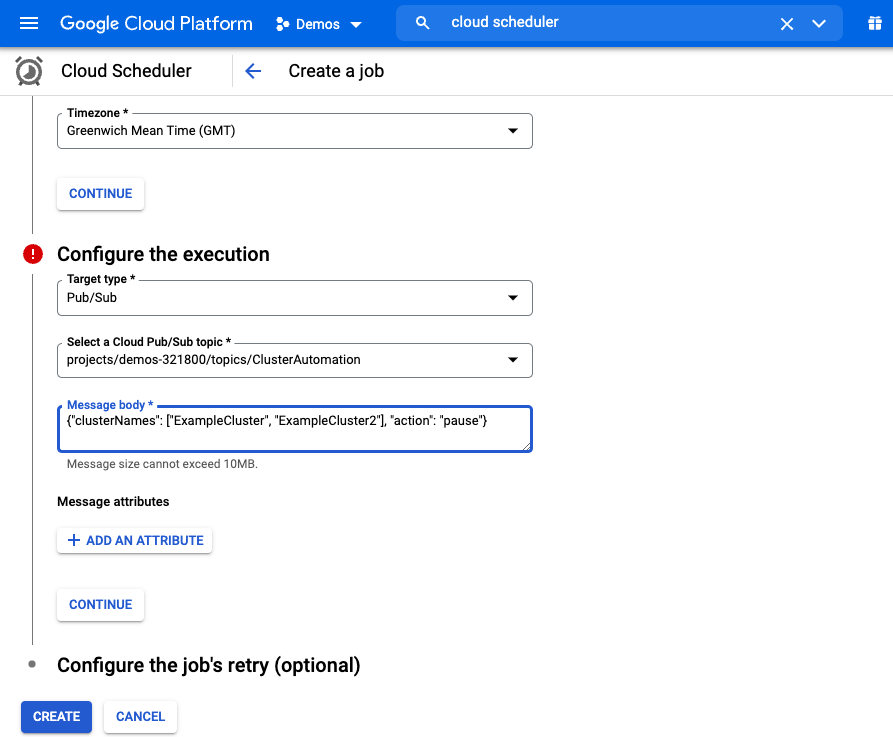 Google Cloud Platform
Demos
cloud scheduler
Cloud Scheduler
Create a job
Timezone *
Greenwich Mean Time (GMT)
CONTINUE
Configure the execution
Target type *
Pub/Sub
Select a Cloud Pub/Sub topic *
projects/demos-321800/topics/ClusterAutomation
Message body *
{"clusterNames": ["ExampleCluster", "ExampleCluster2"], "action": "pause"}
Message size cannot exceed 10MB.
Message attributes
+ ADD AN ATTRIBUTE
CONTINUE
Configure the job's retry (optional)
CREATE
CANCEL